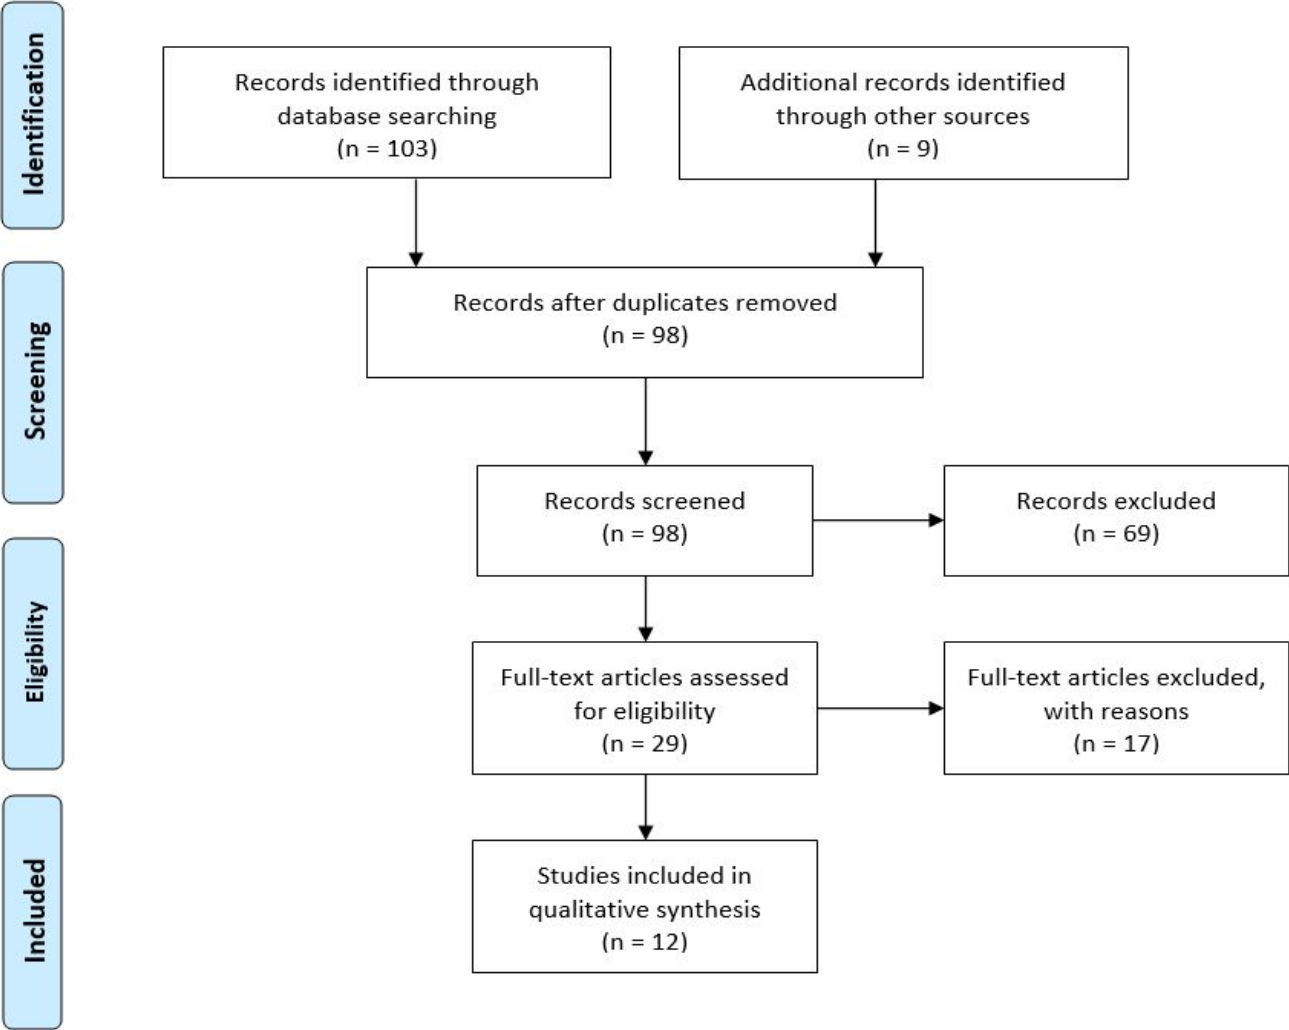 Identification
Records identified through
database searching
(n = 103)
Additional records identified
through other sources
(n = 9)
Screening
Records after duplicates removed
(n = 98)
Records screened
(n = 98)
Records excluded
(n = 69)
Eligibility
Full-text articles assessed
for eligibility
(n = 29)
Full-text articles excluded,
with reasons
(n = 17)
Included
Studies included in
qualitative synthesis
(n = 12)